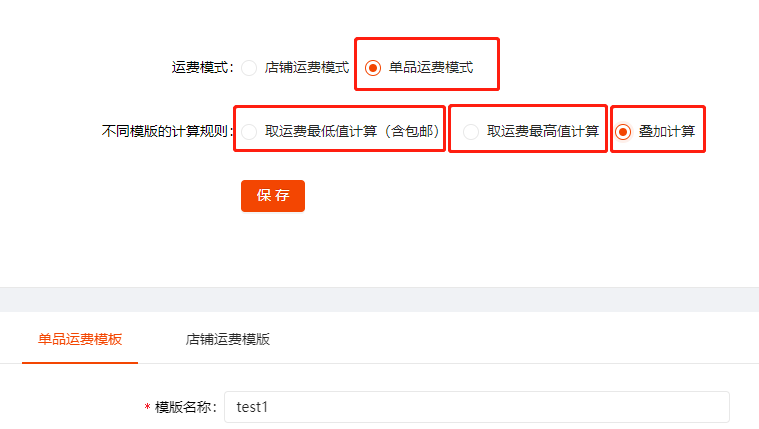 运费模式： 店铺运费模式 单品运费模式
不同模版的计算规则： 取运费最低值计算（含包邮） 取运费最高值计算 叠加计算
保 存
单品运费模板 店铺运费模版
* 模版名称： test1